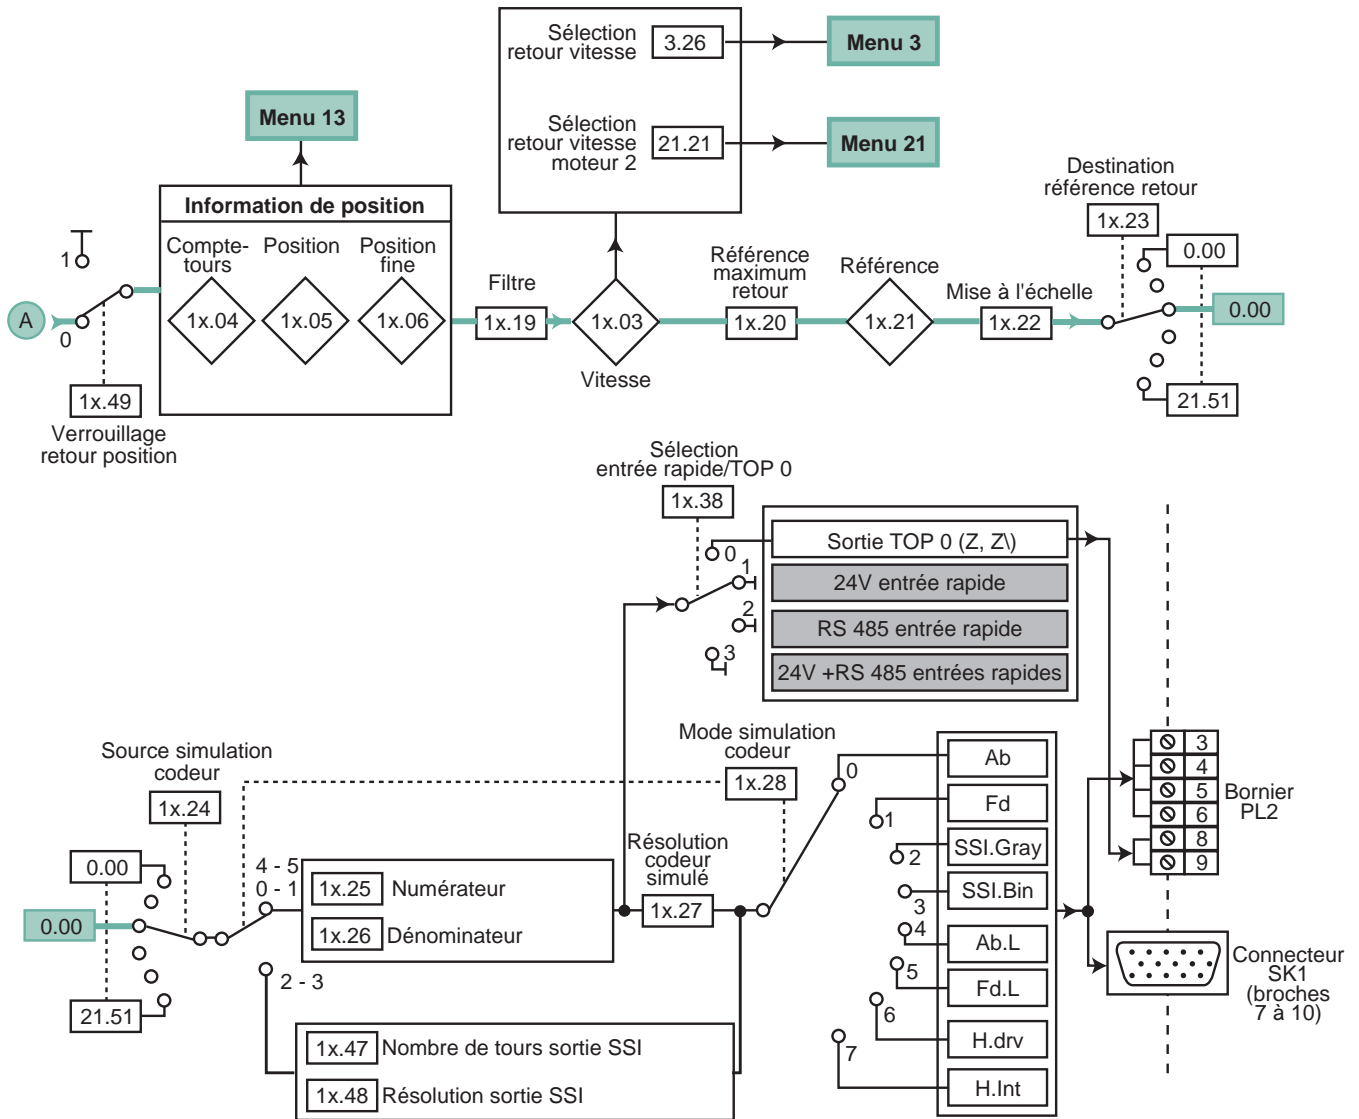 Sélection
retour vitesse
3.26
Menu 3
Sélection
retour vitesse
moteur 2
21.21
Menu 21
Menu 13
Information de position
Compte-
tours
Position
Position
fine
1x.04
1x.05
1x.06
1
A
0
1x.49
Verrouillage
retour position
Filtre
1x.19
1x.03
Vitesse
Référence
maximum
retour
1x.20
Référence
1x.21
Mise à l'échelle
1x.22
Destination
référence retour
1x.23
0.00
0.00
21.51
Sélection
entrée rapide/TOP 0
1x.38
0
1
2
3
Sortie TOP 0 (Z, Z\)
24V entrée rapide
RS 485 entrée rapide
24V +RS 485 entrées rapides
Source simulation
codeur
1x.24
0.00
0.00
21.51
4 - 5
0 - 1
2 - 3
1x.25
Numérateur
1x.26
Dénominateur
1x.47
Nombre de tours sortie SSI
1x.48
Résolution sortie SSI
Résolution
codeur
simulé
1x.27
Mode simulation
codeur
1x.28
0
1
2
3
4
5
6
7
Ab
Fd
SSI.Gray
SSI.Bin
Ab.L
Fd.L
H.drv
H.Int
3
4
5
6
8
9
Bornier
PL2
Connecteur
SK1
(broches
7 à 10)